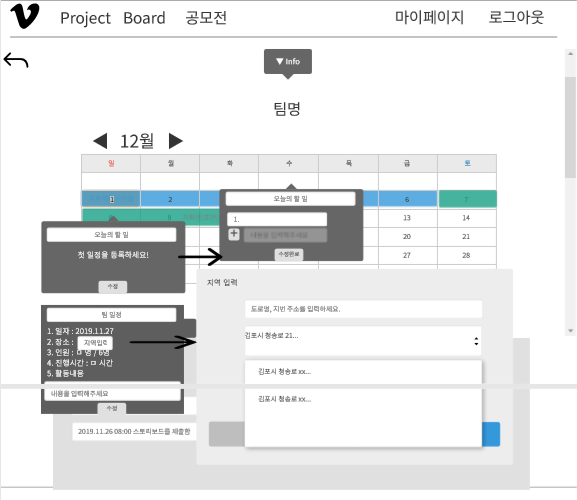 Project Board 공모전 마이페이지 로그아웃
▼ Info
팀명
◀ 12월 ▶
일 월 화 수 목 금 토
1 2 6 7
오늘의 할 일
8 9 13 14
1.
20 21
오늘의 할 일
+ 내용을 입력해주세요
첫 일정을 등록하세요!
수정완료
27 28
수정
지역 입력
팀 일정
도로명, 지번 주소를 입력하세요.
1. 일자 : 2019.11.27
2. 장소 : 지역입력
김포시 청송로 21...
3. 인원 : ㅁ 명 / 6명
4. 진행시간 : ㅁ 시간
5. 활동내용
김포시 청송로 xx...
내용을 입력해주세요
김포시 청송로 xx...
수정
2019.11.26 08:00 스토리보드를 제출함